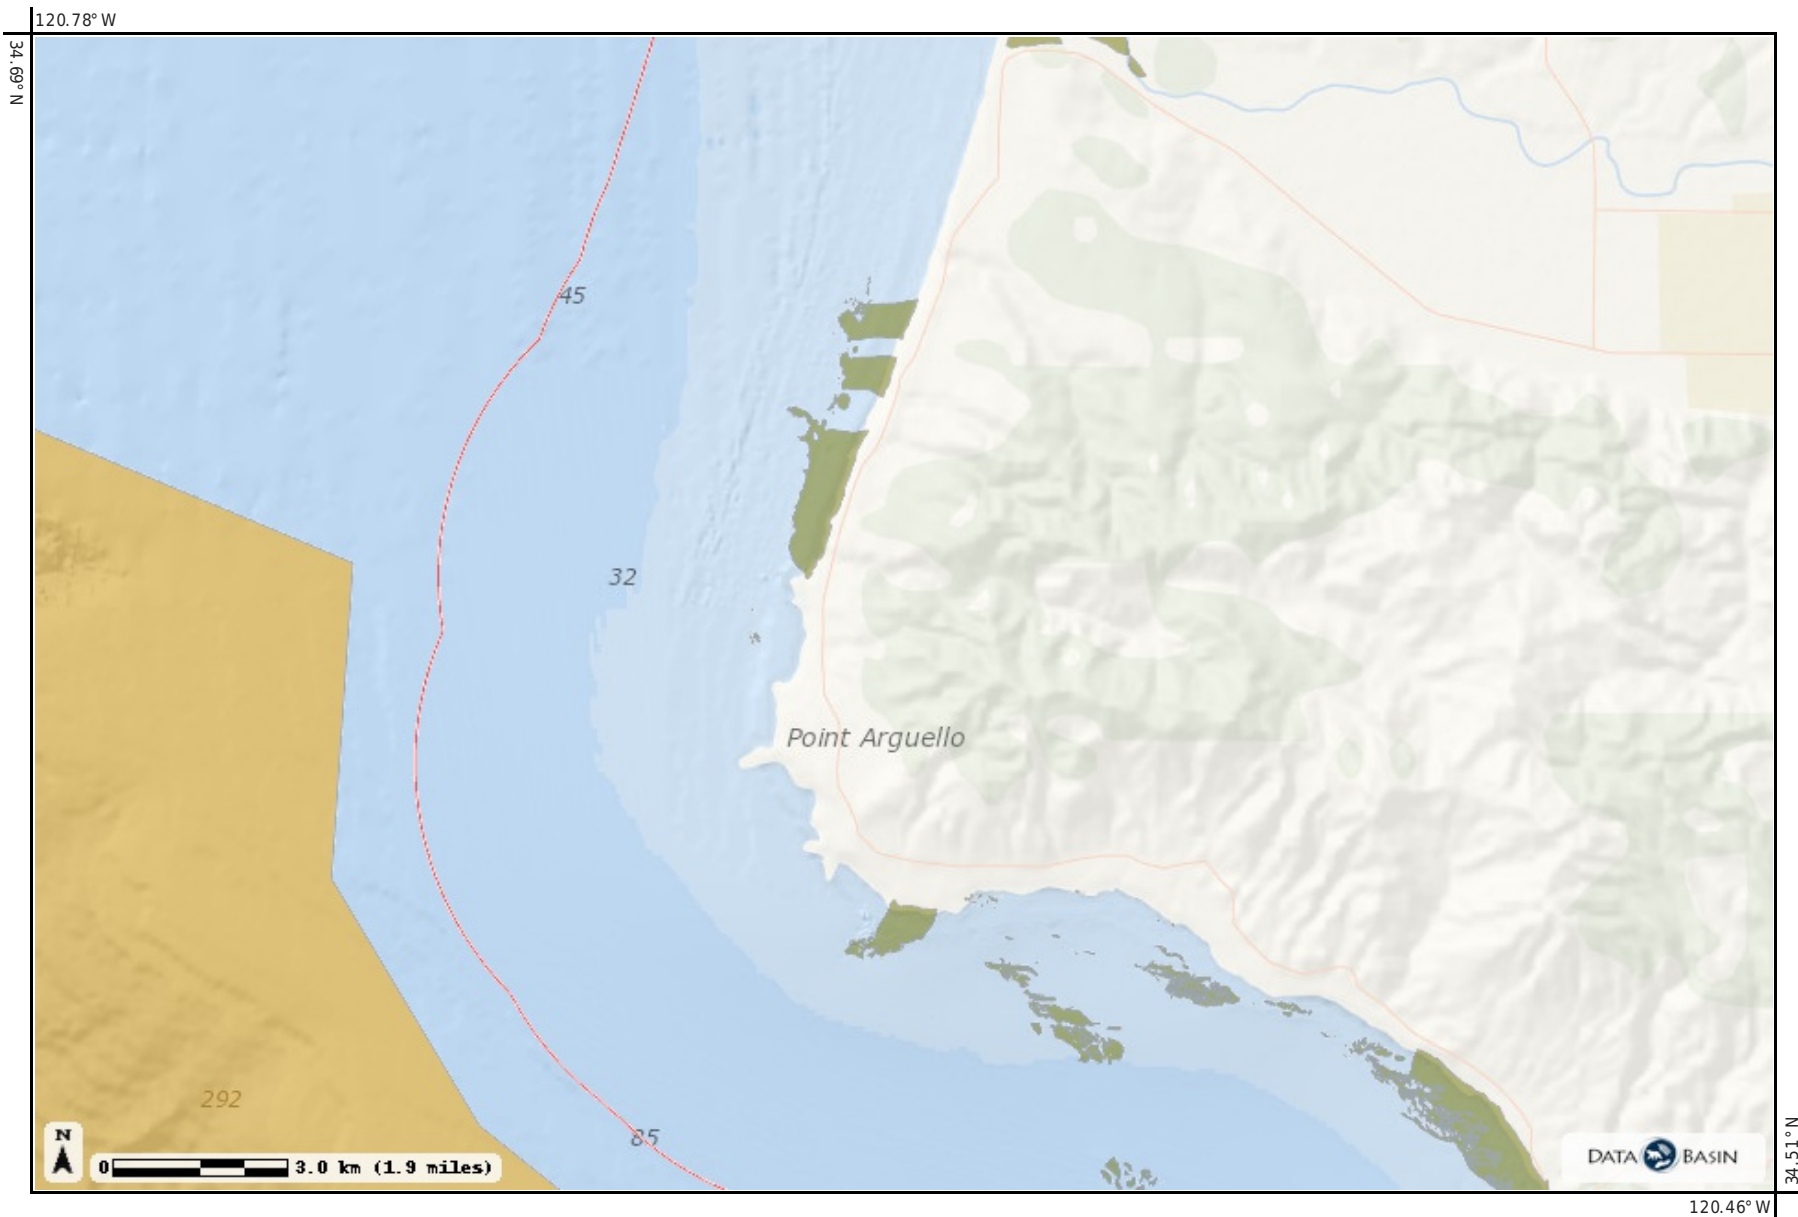 120.78° W
34.69° N
45
32
Point Arguello
292
85
N
0 3.0 km (1.9 miles)
DATA BASIN
34.51° N
120.46° W